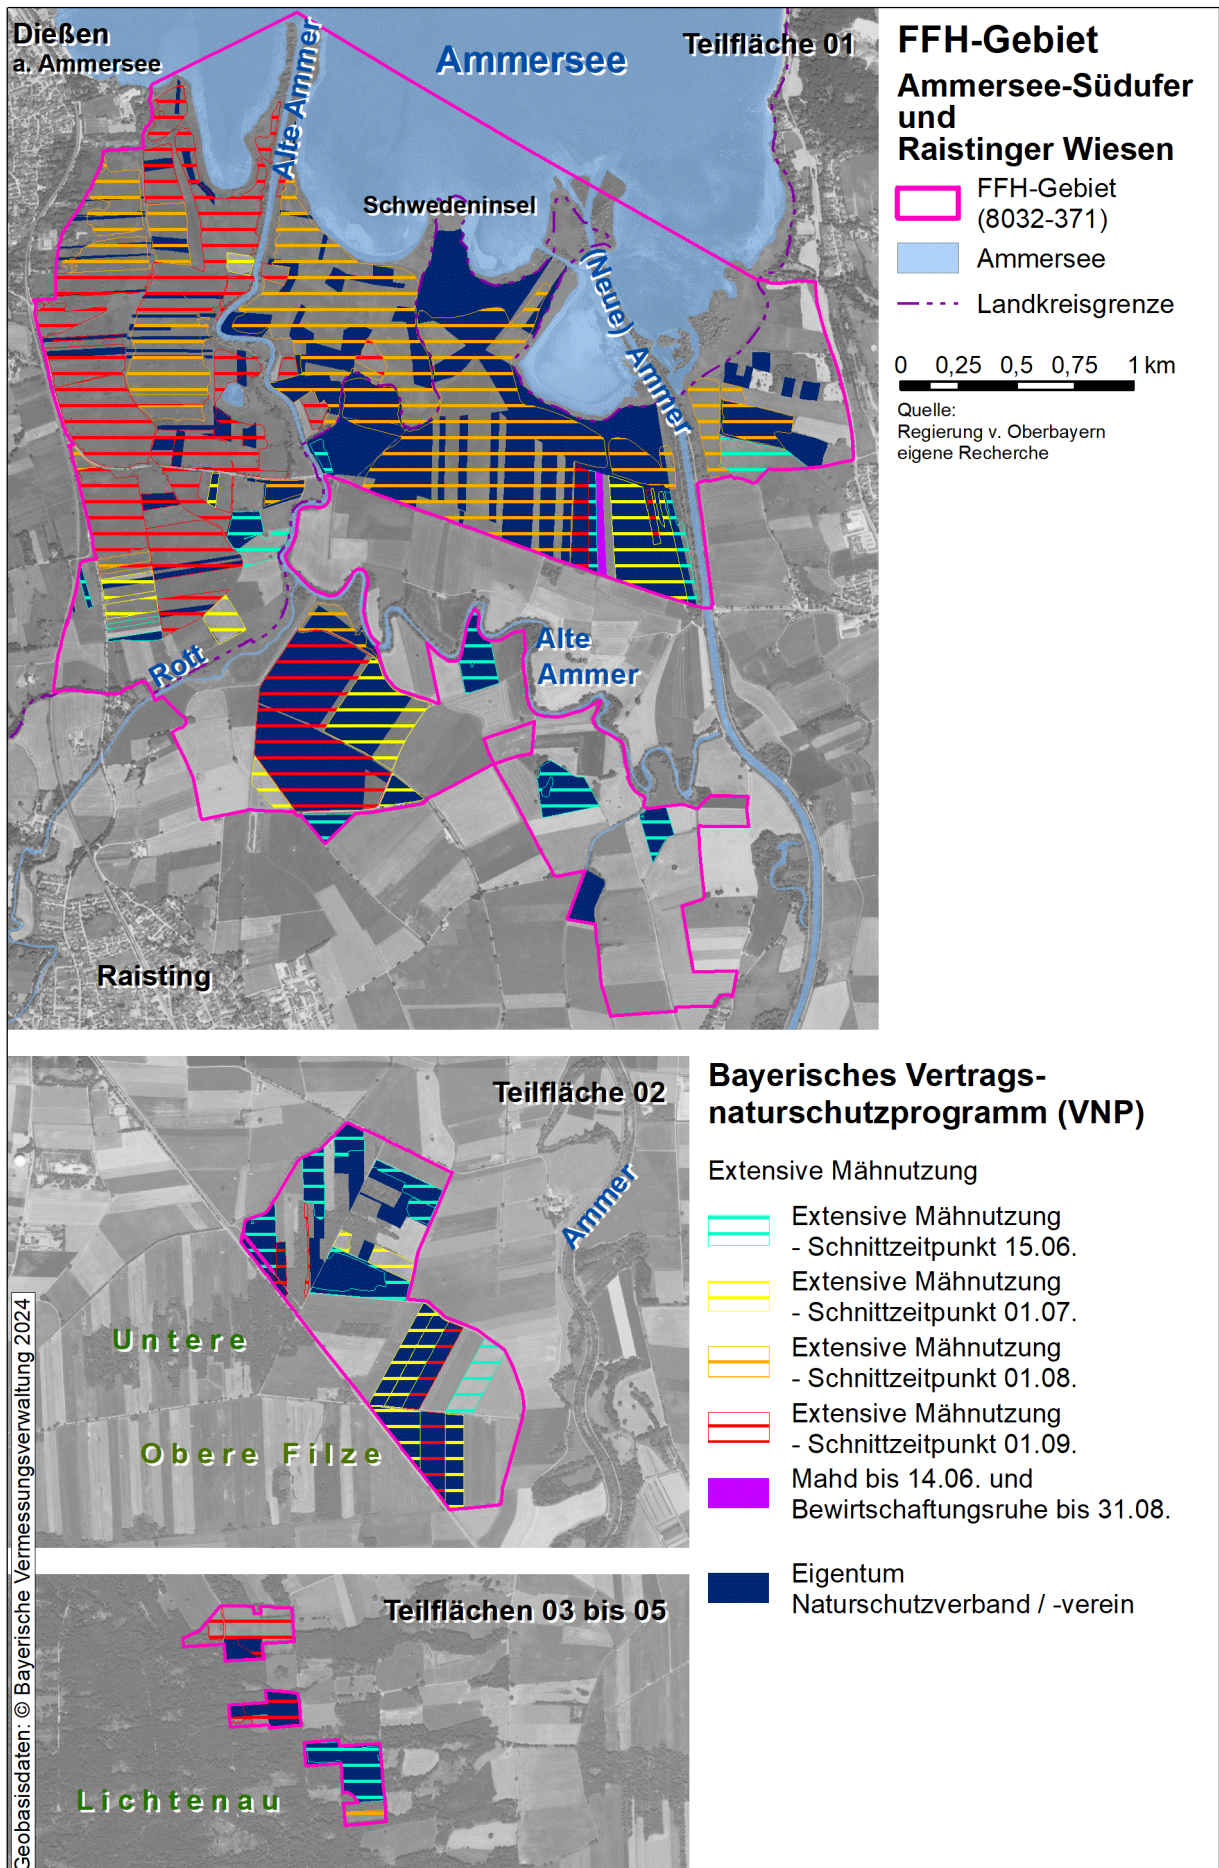 Dießen
a. Ammersee
Alte Ammer
Ammersee
Teilfläche 01
Schwedeninsel
(Neue) Ammer
Rott
Alte
Ammer
Raisting
FFH-Gebiet
Ammersee-Südufer
und
Raistinger Wiesen
FFH-Gebiet
(8032-371)
Ammersee
Landkreisgrenze
0 0,25 0,5 0,75 1 km
Quelle:
Regierung v. Oberbayern
eigene Recherche
Teilfläche 02
Ammer
Untere
Obere Filze
Teilflächen 03 bis 05
Lichtenau
Geobasisdaten: © Bayerische Vermessungsverwaltung 2024
Bayerisches Vertrags-
naturschutzprogramm (VNP)
Extensive Mähnutzung
Extensive Mähnutzung
- Schnittzeitpunkt 15.06.
Extensive Mähnutzung
- Schnittzeitpunkt 01.07.
Extensive Mähnutzung
- Schnittzeitpunkt 01.08.
Extensive Mähnutzung
- Schnittzeitpunkt 01.09.
Mahd bis 14.06. und
Bewirtschaftungsruhe bis 31.08.
Eigentum
Naturschutzverband / -verein